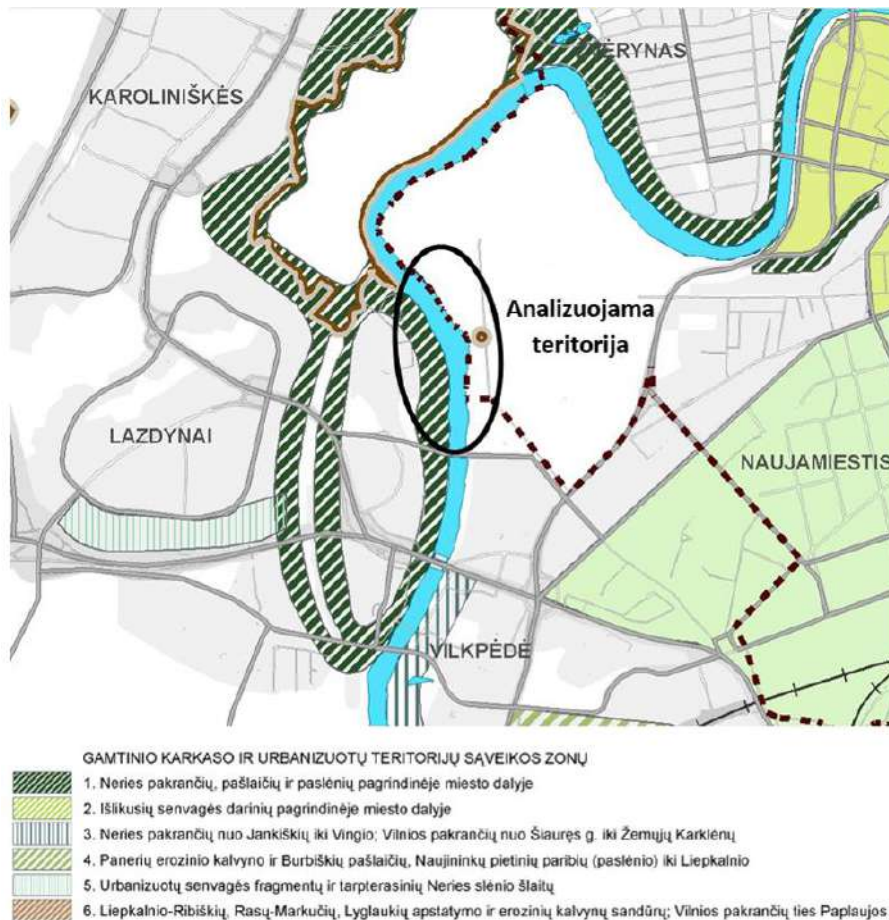 ŽVĖRYNAS
KAROLINIŠKĖS
Analizuojama
teritorija
LAZDYNAI
NAUJAMIESTIS
VILKPĖDĖ
GAMTINIO KARKASO IR URBANIZUOTŲ TERITORIJŲ SĄVEIKOS ZONŲ
1. Neries pakrančių, pašlaičių ir paslėnių pagrindinėje miesto dalyje
2. Išlikusių senvagės darinių pagrindinėje miesto dalyje
3. Neries pakrančių nuo Jankiškių iki Vingio; Vilnios pakrančių nuo Šiaurės g. iki Žemųjų Karklėnų
4. Panerių erozinio kalvyno ir Burbiškių pašlaičių, Naujininkų pietinių paribių (paslėnio) iki Liepkalnio
5. Urbanizuotų senvagės fragmentų ir tarpterasinių Neries slėnio šlaitų
6. Liepkalnio-Ribiškių, Rasų-Markučių, Lyglaukių apstatymo ir erozinių kalvynų sandūrų; Vilnios pakrančių ties Paplaujos